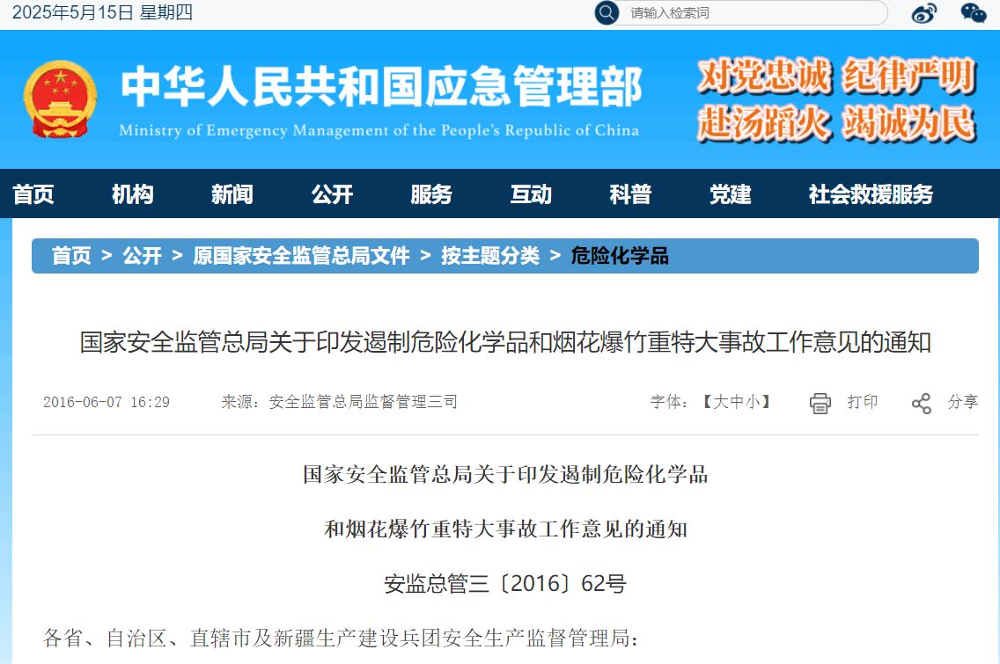 2025年5月15日 星期四
请输入检索词
中华人民共和国应急管理部
Ministry of Emergency Management of the People's Republic of China
对党忠诚 纪律严明
赴汤蹈火 竭诚为民
首页 机构 新闻 公开 服务 互动 科普 党建 社会救援服务
首页 > 公开 > 原国家安全监管总局文件 > 按主题分类 > 危险化学品
国家安全监管总局关于印发遏制危险化学品和烟花爆竹重特大事故工作意见的通知
2016-06-07 16:29 来源：安全监管总局监督管理三司 字体：【大中小】 打印 分享
国家安全监管总局关于印发遏制危险化学品
和烟花爆竹重特大事故工作意见的通知
安监总管三〔2016〕62号
各省、自治区、直辖市及新疆生产建设兵团安全生产监督管理局：